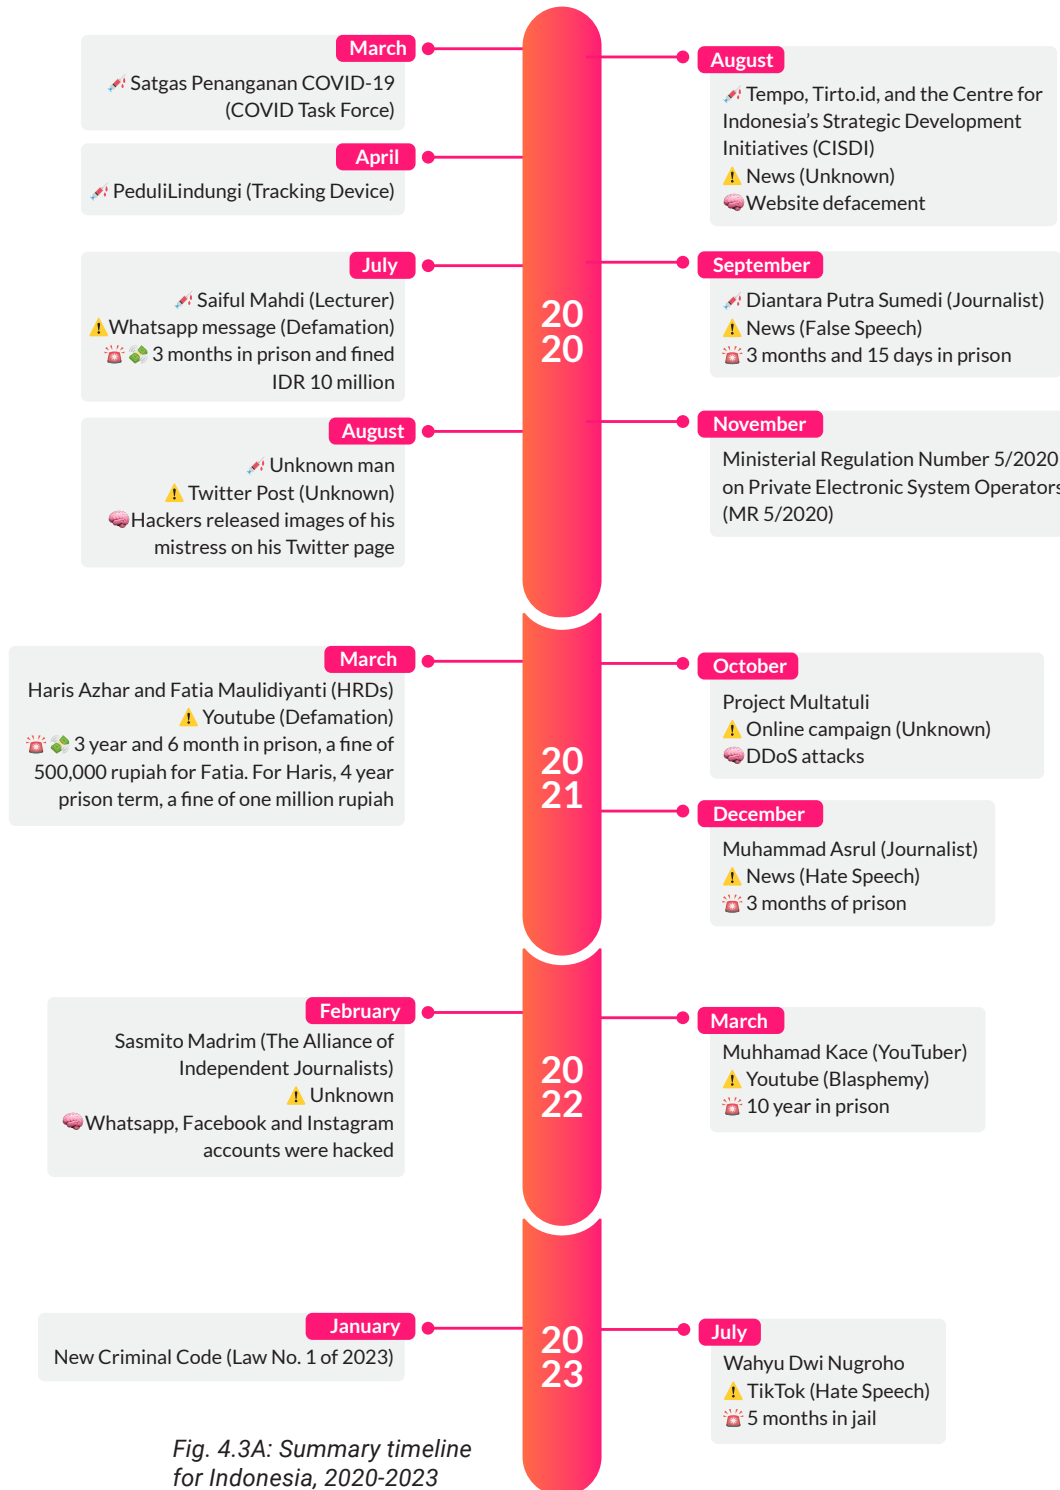 March
Satgas Penanganan COVID-19
(COVID Task Force)
April
PeduliLindungi (Tracking Device)
July
Saiful Mahdi (Lecturer)
Whatsapp message (Defamation)
3 months in prison and fined
IDR 10 million
August
Unknown man
Twitter Post (Unknown)
Hackers released images of his
mistress on his Twitter page
20
20
August
Tempo, Tirto.id, and the Centre for
Indonesia's Strategic Development
Initiatives (CISDI)
News (Unknown)
Website defacement
September
Diantara Putra Sumedi (Journalist)
News (False Speech)
3 months and 15 days in prison
November
Ministerial Regulation Number 5/2020
on Private Electronic System Operators
(MR 5/2020)
March
Haris Azhar and Fatia Maulidiyanti (HRDs)
Youtube (Defamation)
3 year and 6 month in prison, a fine of
500,000 rupiah for Fatia. For Haris, 4 year
prison term, a fine of one million rupiah
20
21
October
Project Multatuli
Online campaign (Unknown)
DDoS attacks
December
Muhammad Asrul (Journalist)
News (Hate Speech)
3 months of prison
February
Sasmito Madrim (The Alliance of
Independent Journalists)
Unknown
Whatsapp, Facebook and Instagram
accounts were hacked
20
22
March
Muhhamad Kace (YouTuber)
Youtube (Blasphemy)
10 year in prison
January
New Criminal Code (Law No. 1 of 2023)
20
23
July
Wahyu Dwi Nugroho
TikTok (Hate Speech)
5 months in jail
Fig. 4.3A: Summary timeline
for Indonesia, 2020-2023